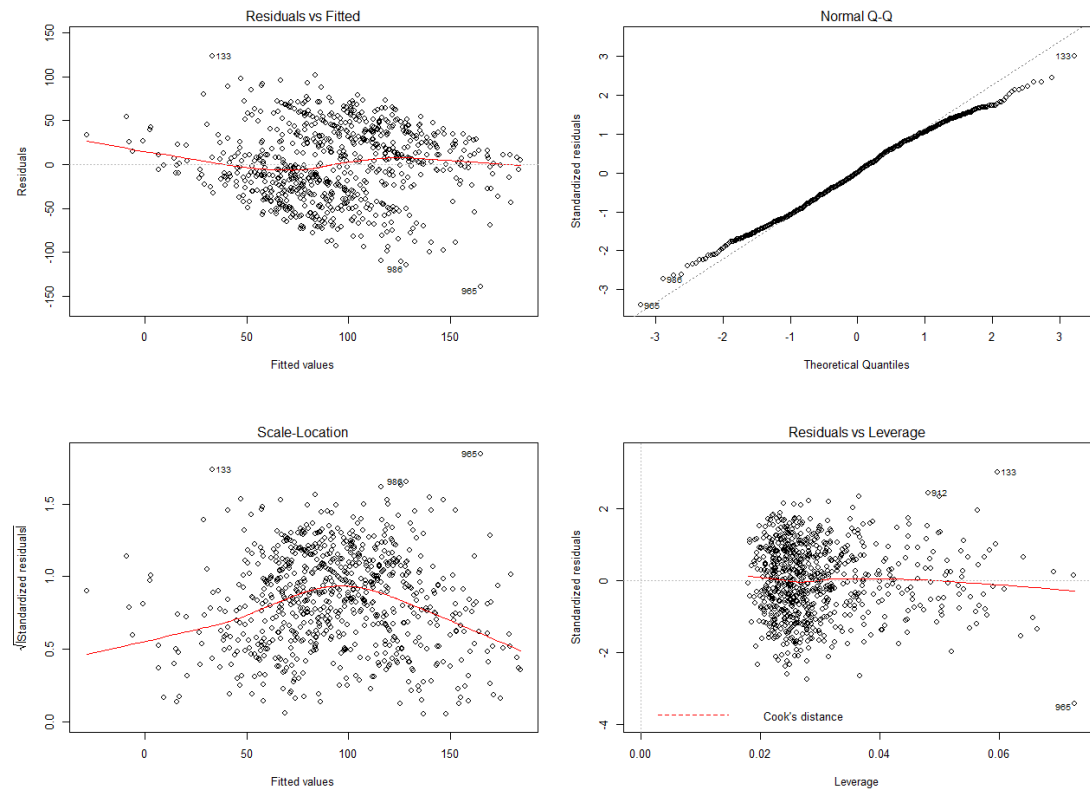 Residuals vs Fitted
Residuals
150
100
50
0
-50
-100
-150
133
986
965
0 50 100 150
Fitted values
Normal Q-Q
Standardized residuals
3
2
1
0
-1
-2
-3
133
986
965
-3 -2 -1 0 1 2 3
Theoretical Quantiles
Scale-Location
√|Standardized residuals|
1.5
1.0
0.5
0.0
965
133
986
0 50 100 150
Fitted values
Residuals vs Leverage
Standardized residuals
2
0
-2
-4
133
912
965
Cook's distance
0.00 0.02 0.04 0.06
Leverage